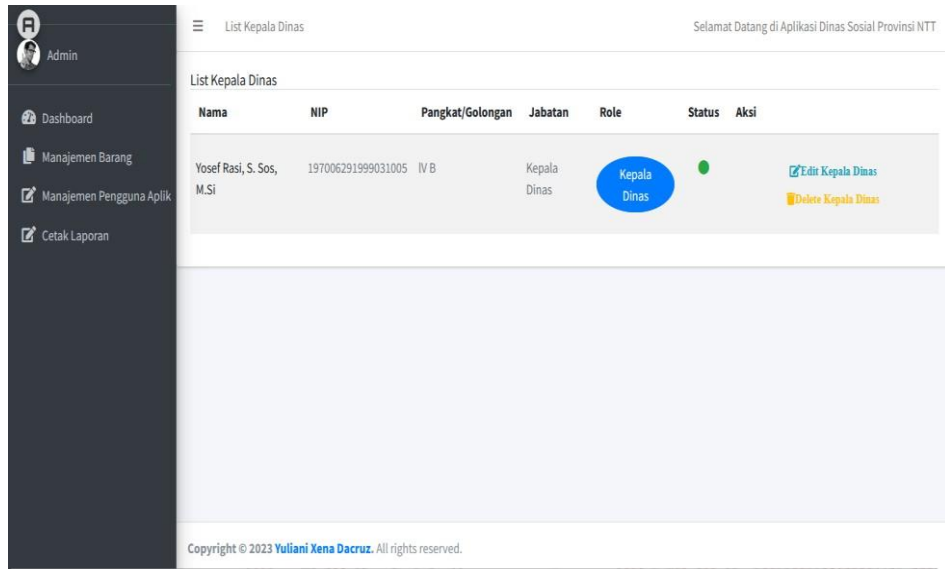 A
Admin
Dashboard
Manajemen Barang
Manajemen Pengguna Aplik
Cetak Laporan
List Kepala Dinas
Selamat Datang di Aplikasi Dinas Sosial Provinsi NTT
List Kepala Dinas
Nama NIP Pangkat/Golongan Jabatan Role Status Aksi
Yosef Rasi, S. Sos, 197006291999031005 IV B Kepala Kepala Edit Kepala Dinas
M.Si Dinas Dinas Delete Kepala Dinas
Copyright © 2023 Yuliani Xena Dacruz. All rights reserved.